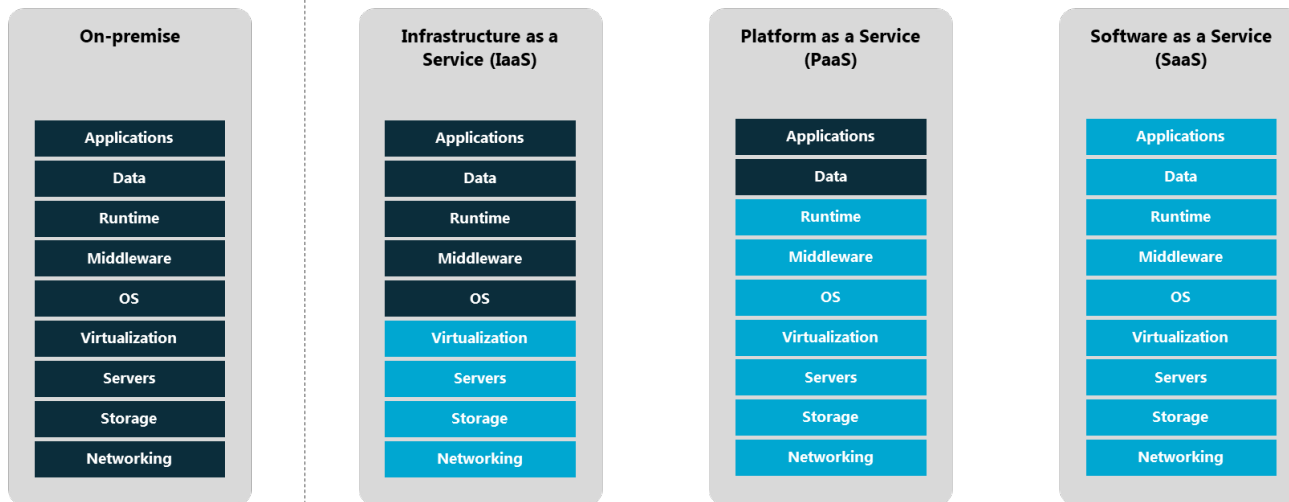 On-premise
Applications
Data
Runtime
Middleware
OS
Virtualization
Servers
Storage
Networking
Infrastructure as a
Service (IaaS)
Applications
Data
Runtime
Middleware
OS
Virtualization
Servers
Storage
Networking
Platform as a Service
(PaaS)
Applications
Data
Runtime
Middleware
OS
Virtualization
Servers
Storage
Networking
Software as a Service
(SaaS)
Applications
Data
Runtime
Middleware
OS
Virtualization
Servers
Storage
Networking